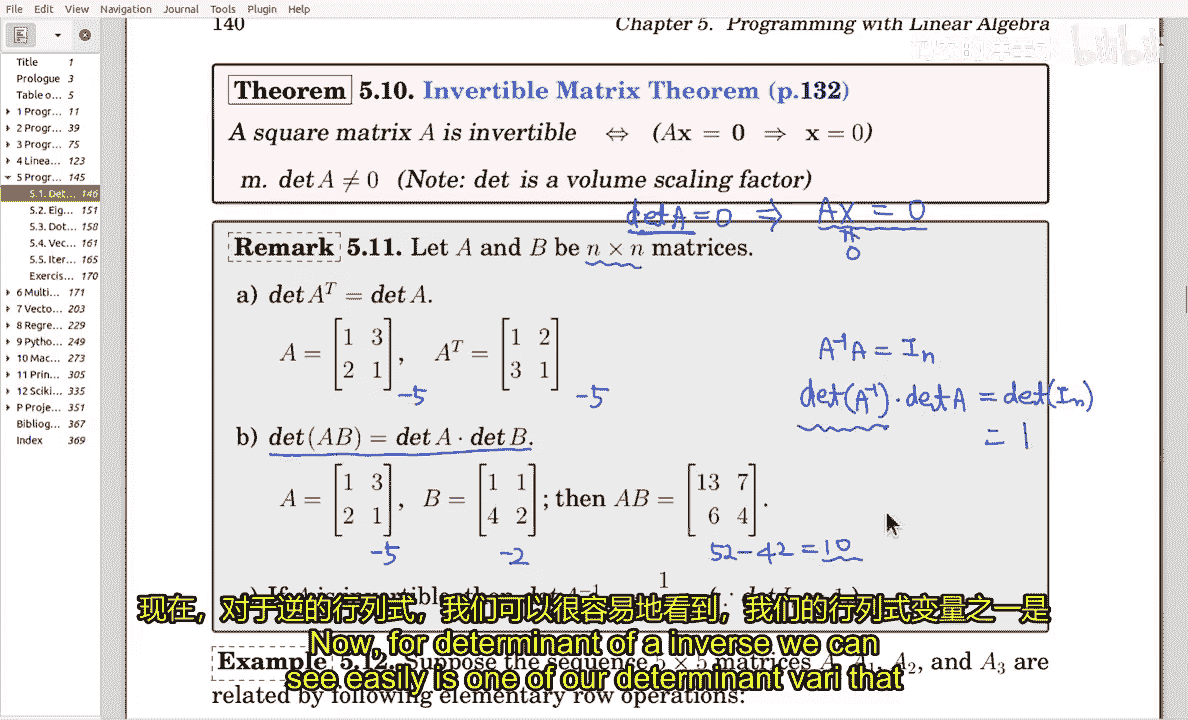 File Edit View Navigation Journal Tools Plugin Help
140 Chapter 5. Programming with Linear Algebra
Title 1
Prologue 3
Table o... 5
1 Progr... 11
2 Progr... 39
3 Progr... 75
4 Linea... 123
5 Progr... 145
5.1. Det... 146
5.2. Eig... 151
5.3. Dot... 158
5.4. Vec... 161
5.5. Iter... 165
Exercis... 170
6 Multi... 171
7 Vecto... 203
8 Regre... 229
9 Pytho... 249
10 Mac... 273
11 Prin... 305
12 Sciki... 335
P Proje... 351
Bibliog... 367
Index 369
Theorem 5.10. Invertible Matrix Theorem (p.132)
A square matrix A is invertible ⇔ (Ax = 0 ⇒ x = 0)
m. det A ≠ 0 (Note: det is a volume scaling factor)
det A = 0 ⇒ Ax = 0
0
Remark 5.11. Let A and B be n × n matrices.
a) det Aᵀ = det A.
A = [1 3; 2 1], Aᵀ = [1 2; 3 1]
-5 -5
A⁻¹A = Iₙ
det(A⁻¹)·det A = det(Iₙ)
= 1
b) det(AB) = det A · det B.
A = [1 3; 2 1], B = [1 1; 4 2]; then AB = [13 7; 6 4].
-5 -2 52-42=10
现在，对于逆的行列式，我们可以很容易地看到，我们的行列式变量之一是
Now, for determinant of a inverse we can
see easily is one of our determinant vari that
Example 5.12. Suppose the sequence 5 × 5 matrices A, A₁, A₂, and A₃ are
related by following elementary row operations: